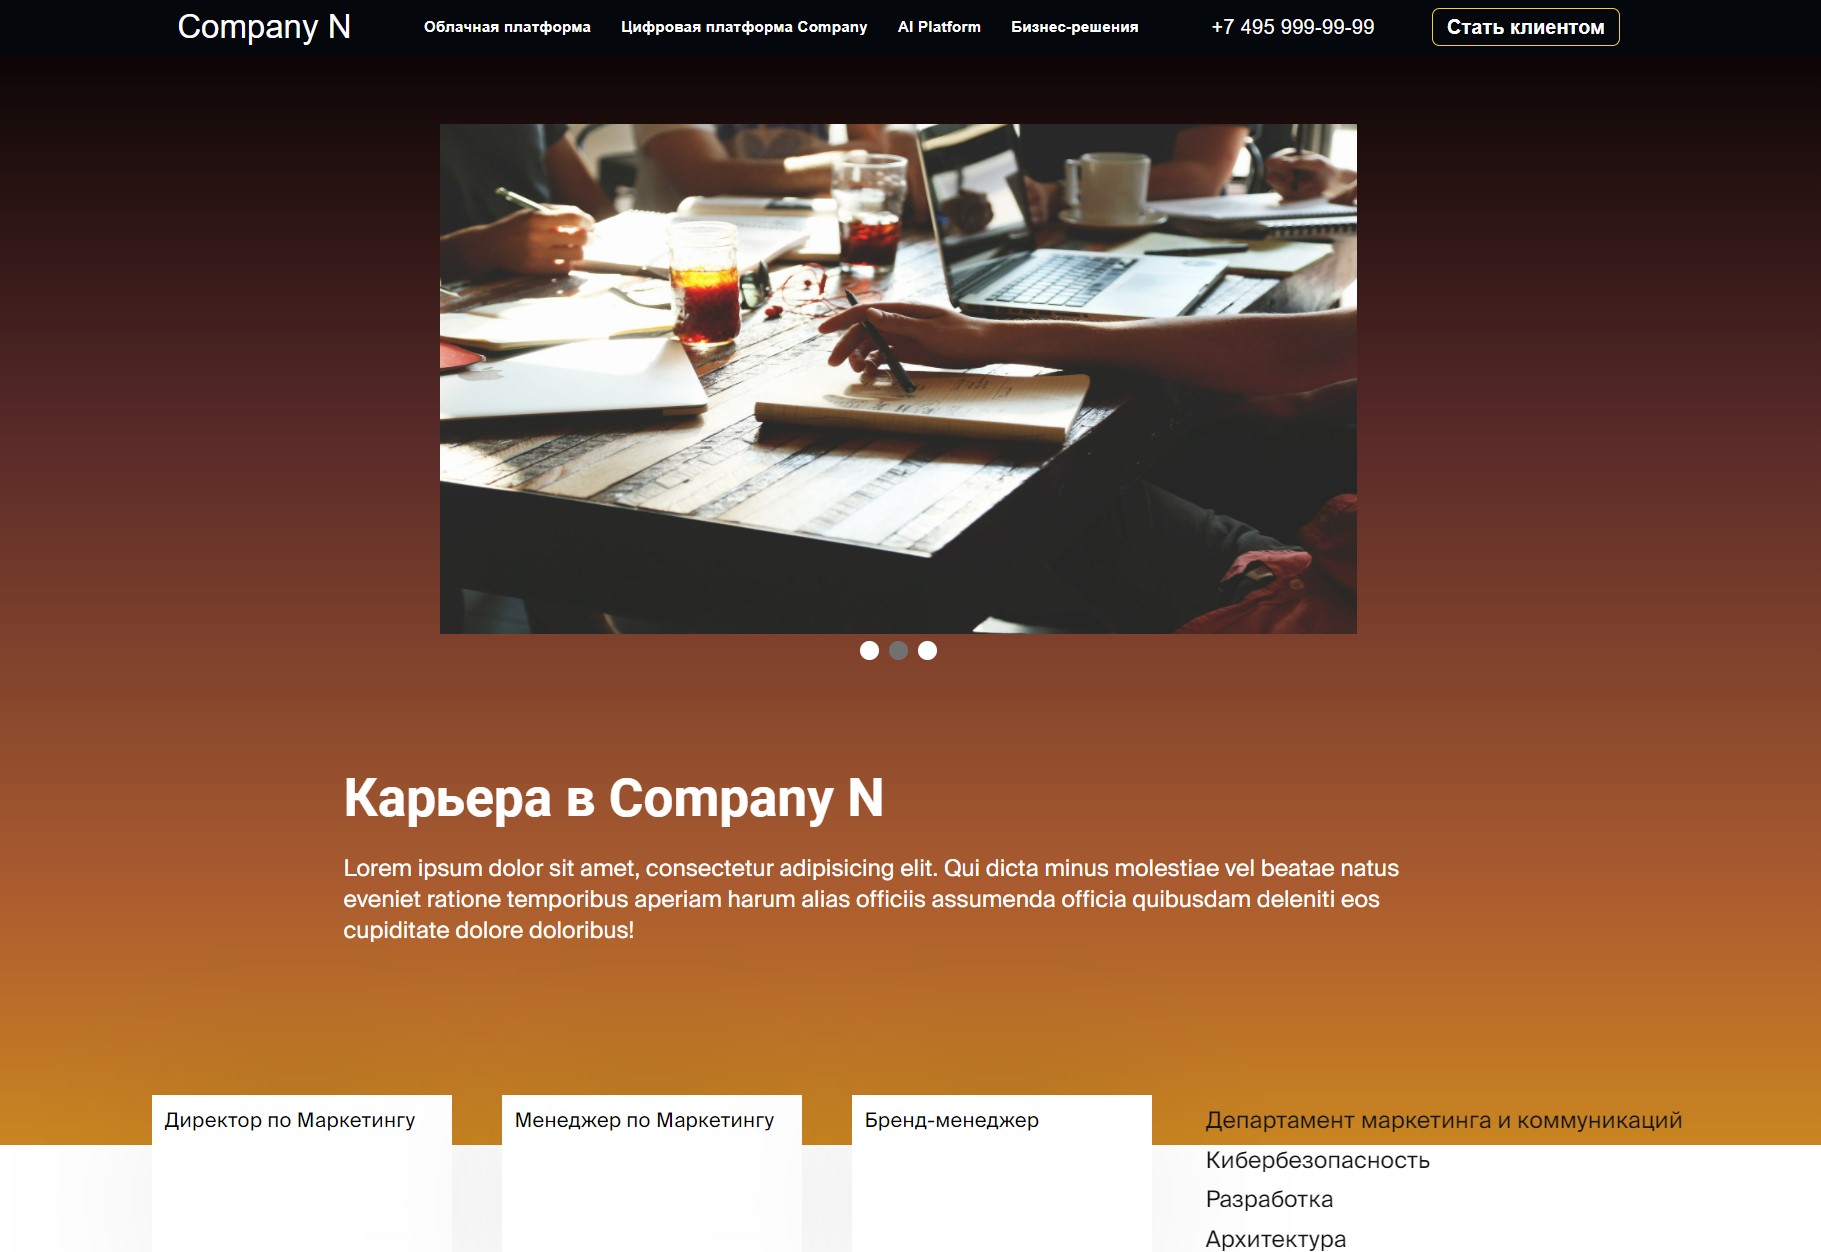 Company N
Облачная платформа
Цифровая платформа Company
AI Platform
Бизнес-решения
+7 495 999-99-99
Стать клиентом
Карьера в Company N
Lorem ipsum dolor sit amet, consectetur adipisicing elit. Qui dicta minus molestiae vel beatae natus
eveniet ratione temporibus aperiam harum alias officiis assumenda officia quibusdam deleniti eos
cupiditate dolore doloribus!
Директор по Маркетингу
Менеджер по Маркетингу
Бренд-менеджер
Департамент маркетинга и коммуникаций
Кибербезопасность
Разработка
Архитектура